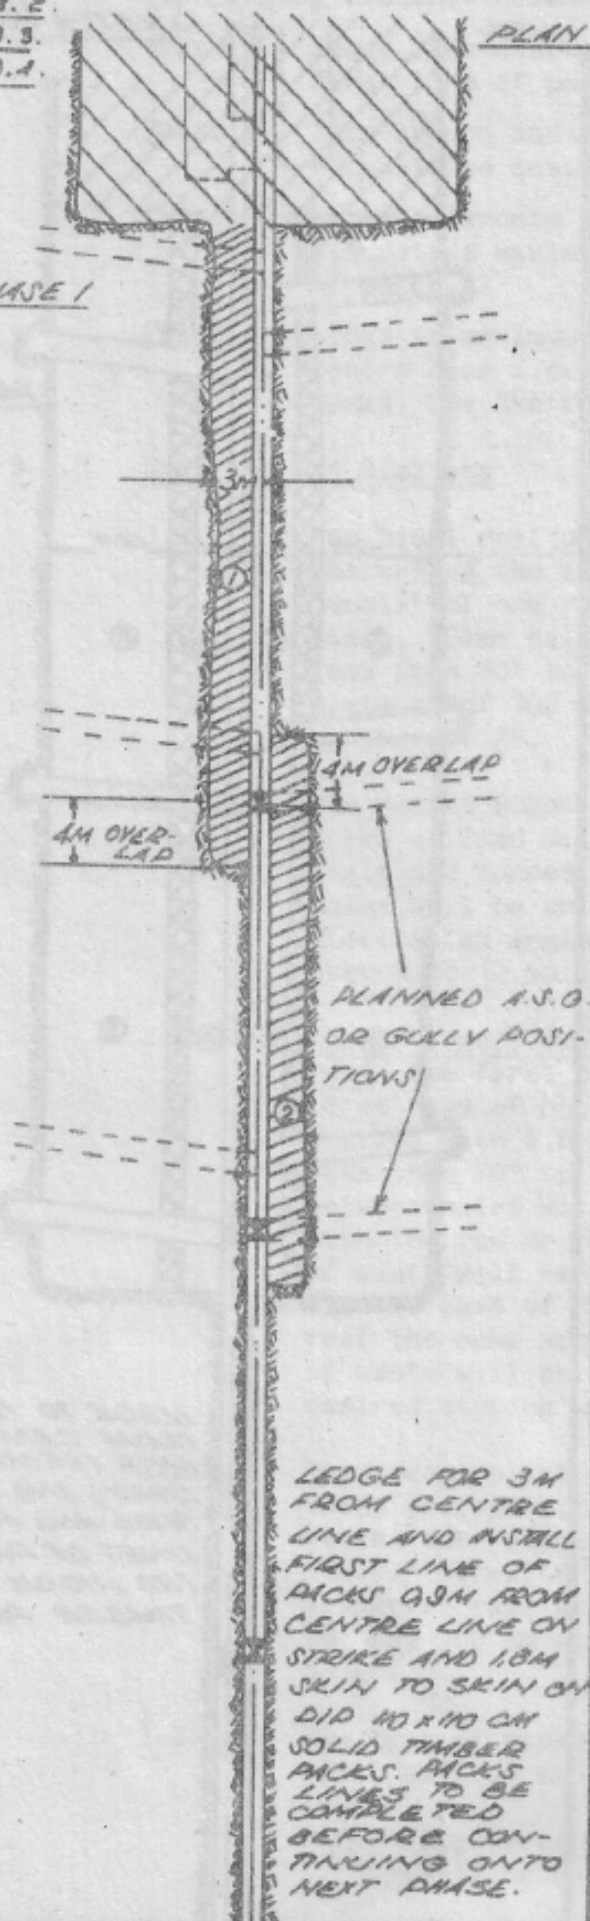 PLAN
ASE 1
3m
①
4M OVERLAP
4M OVER-
LAP
PLANNED A.S.G.
OR GULLY POSI-
TIONS
②
LEDGE FOR 3M
FROM CENTRE
LINE AND INSTALL
FIRST LINE OF
PACKS 0,9M FROM
CENTRE LINE ON
STRIKE AND 1,8M
SKIN TO SKIN ON
DIP 110 x 110 CM
SOLID TIMBER
PACKS. PACKS
LINES TO BE
COMPLETED
BEFORE CON-
TINUING ONTO
NEXT PHASE.